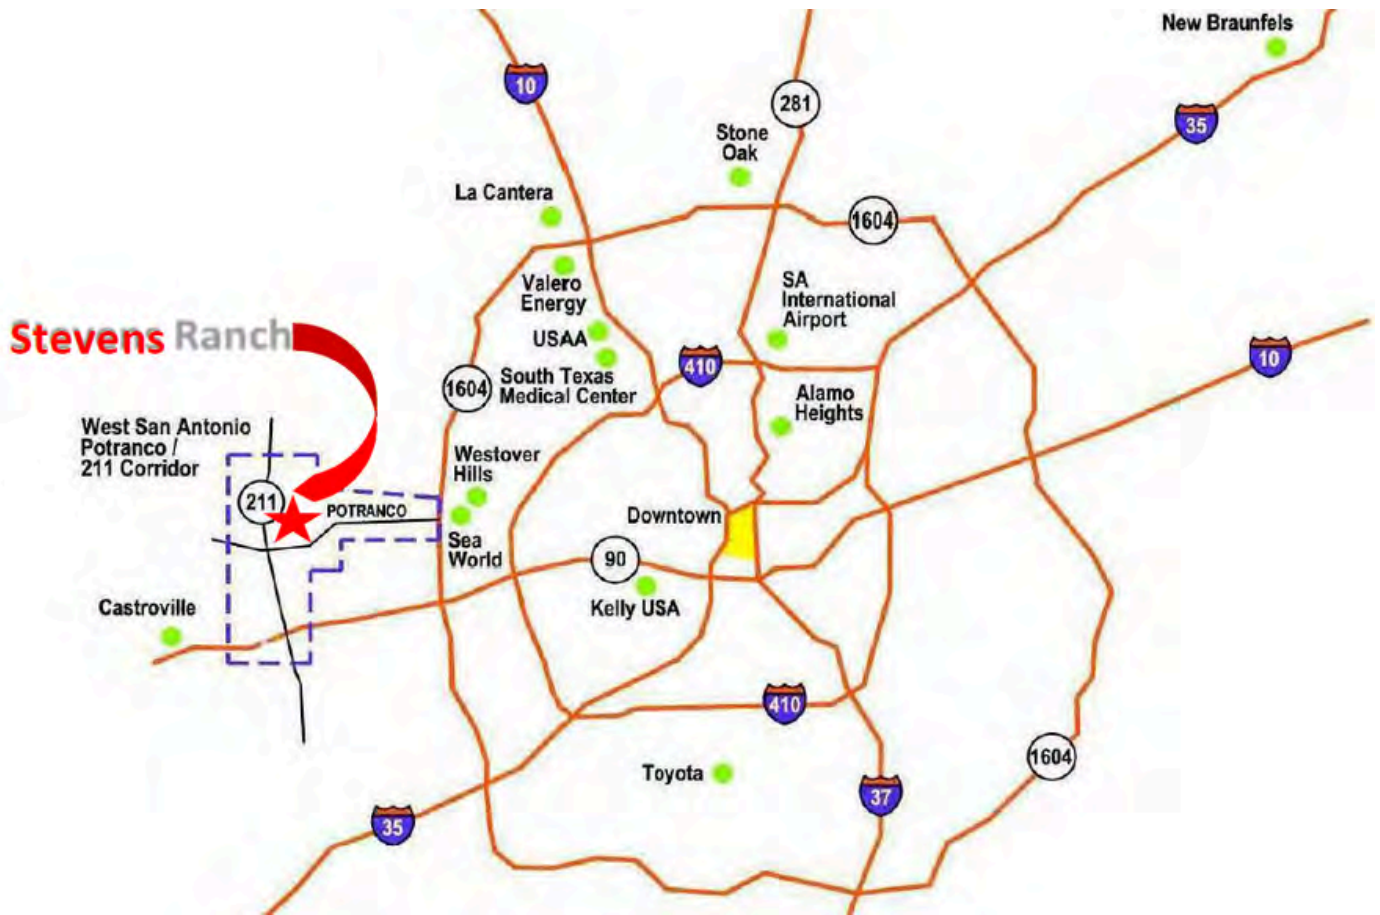 New Braunfels
10
281
35
Stone
Oak
La Cantera
1604
Valero
Energy
SA
International
Airport
Stevens Ranch
USAA
410
10
1604
South Texas
Medical Center
Alamo
Heights
West San Antonio
Potranco /
211 Corridor
Westover
Hills
211
POTRANCO
Downtown
Sea
World
90
Castroville
Kelly USA
410
1604
Toyota
37
35